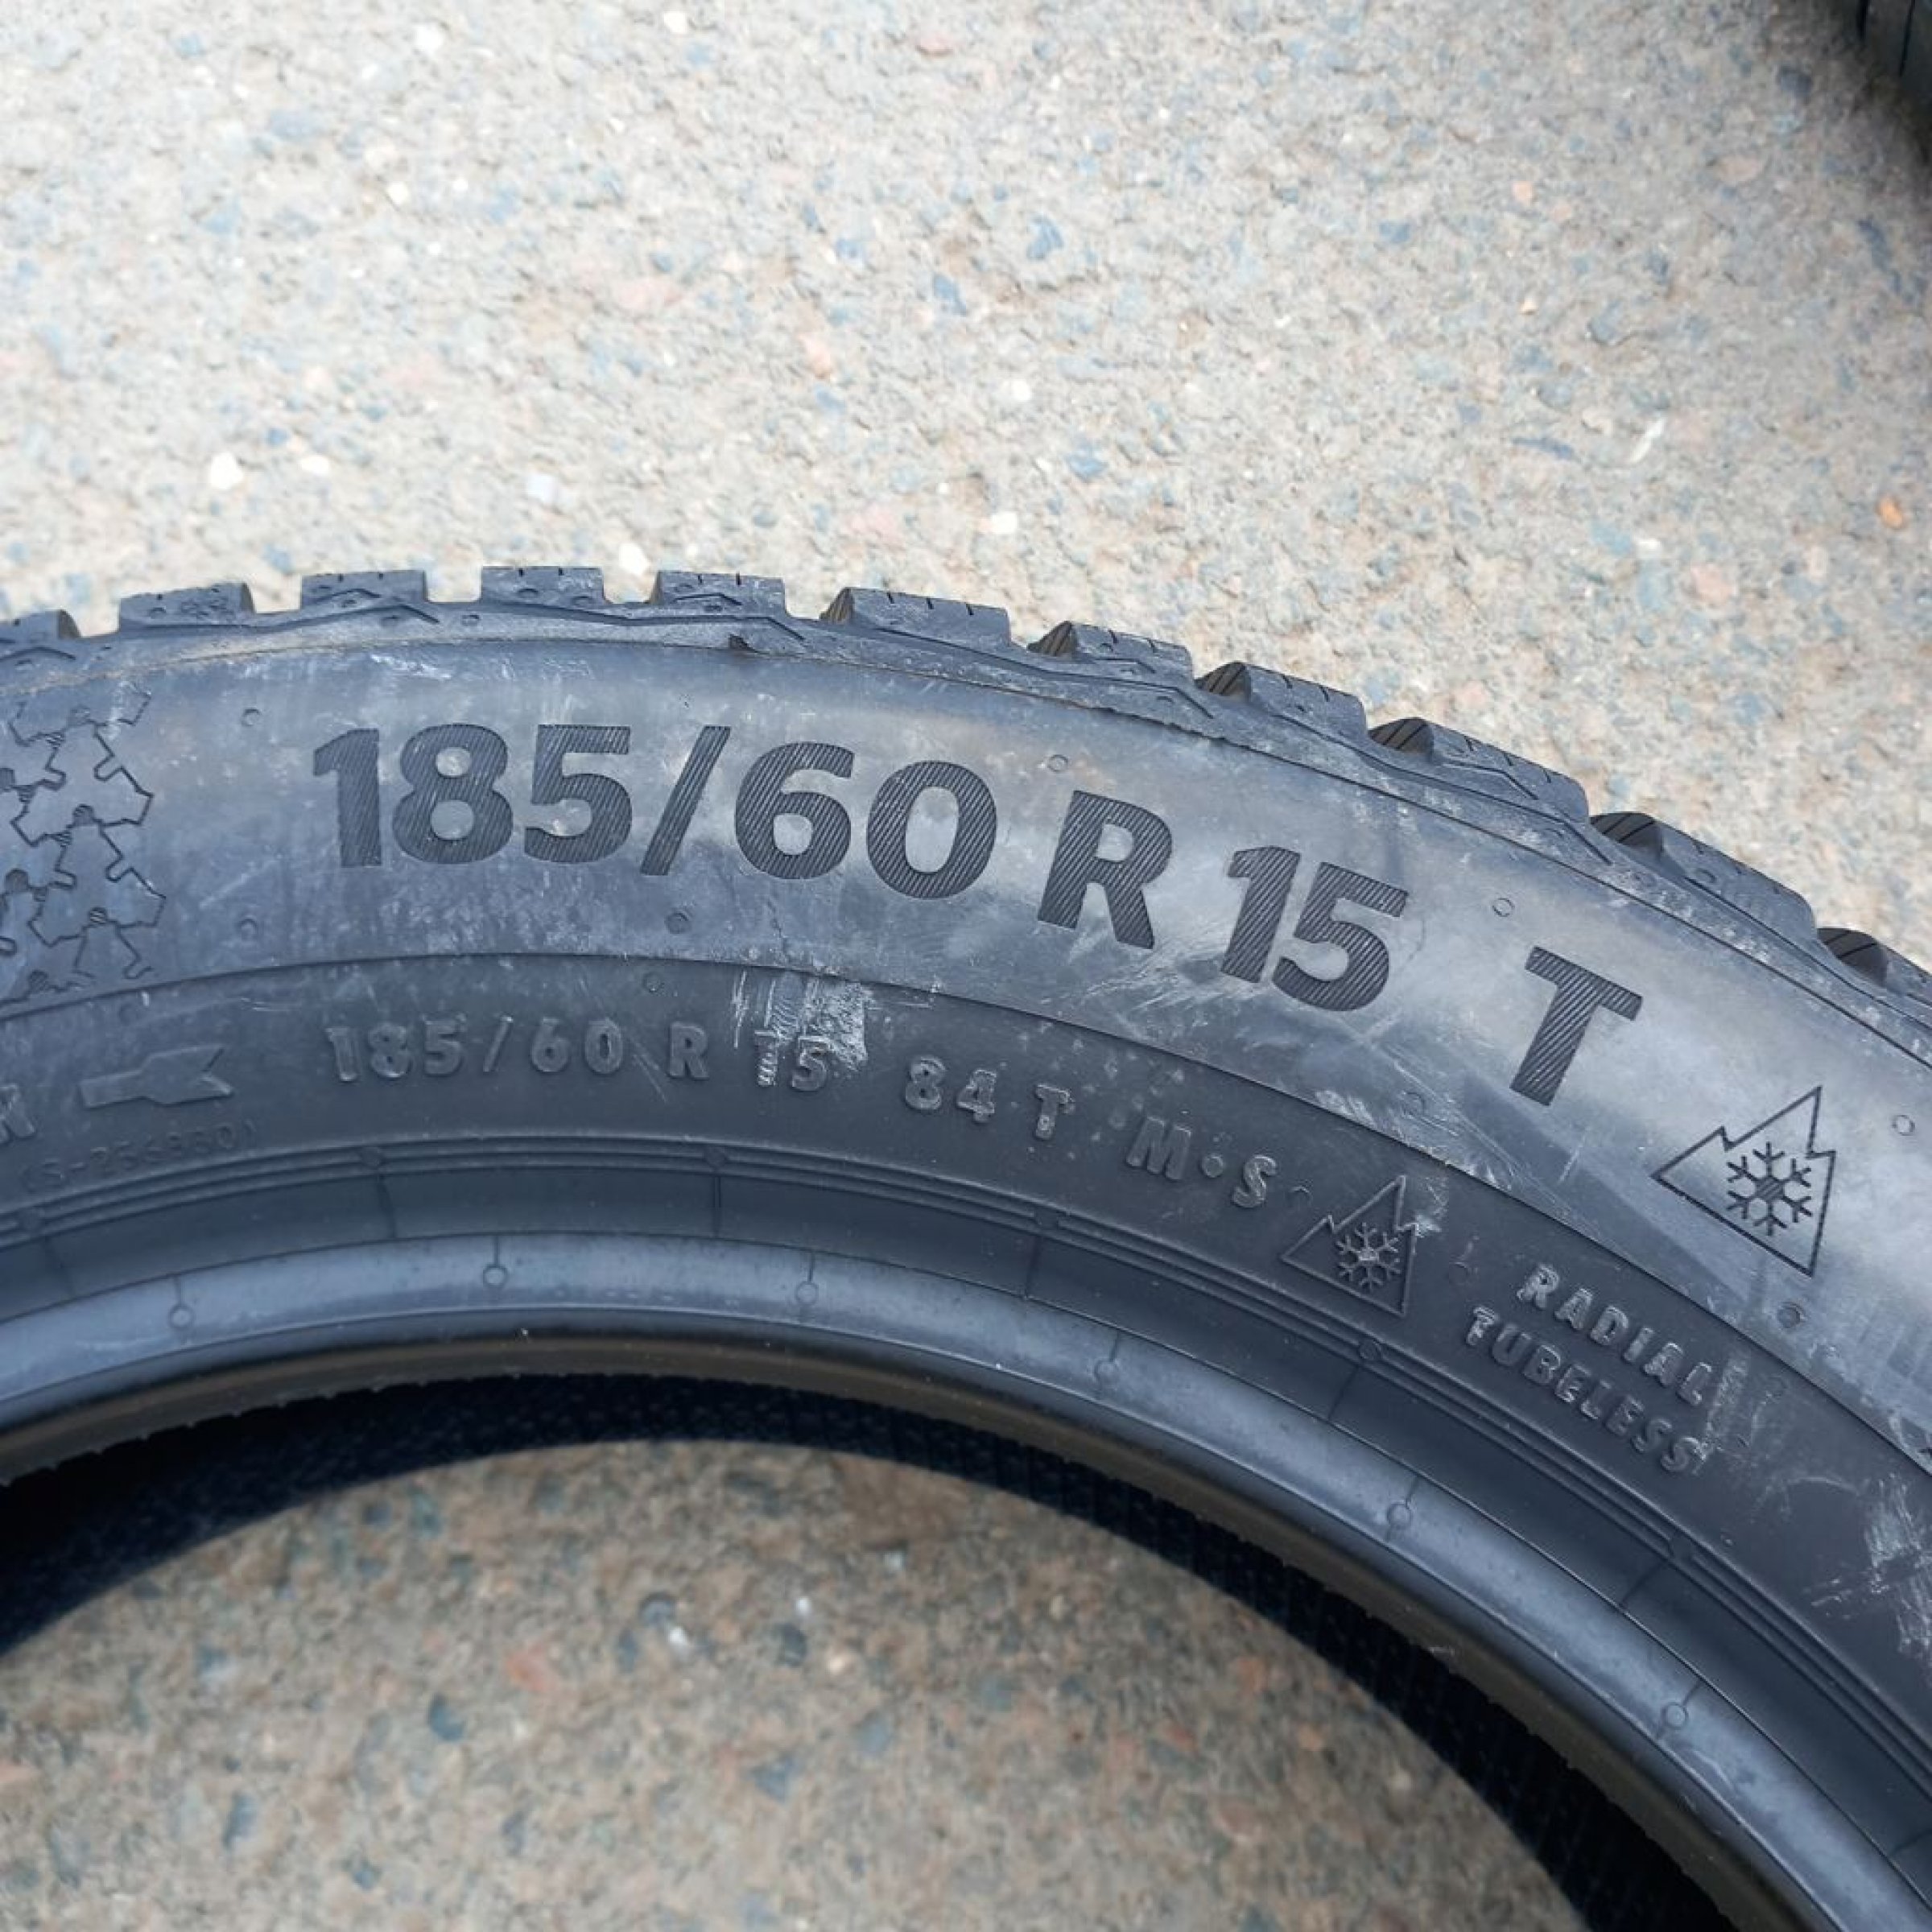 185/60 R 15 T
185/60 R 15 84 T M·S
RADIAL
TUBELESS